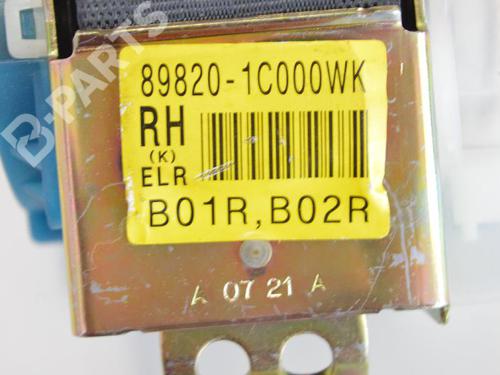 B-PARTS
89820-1C000WK
RH
(K)
ELR
B01R, B02R
A 07 21 A